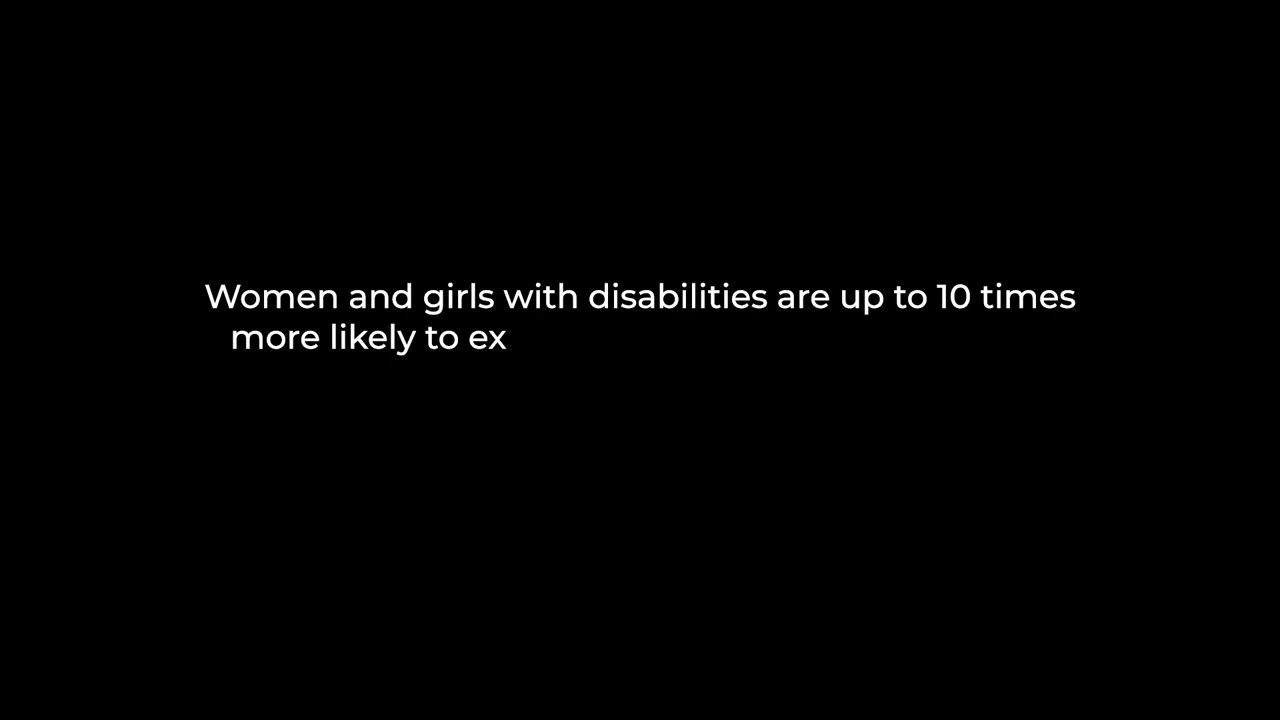 Women and girls with disabilities are up to 10 times
more likely to ex